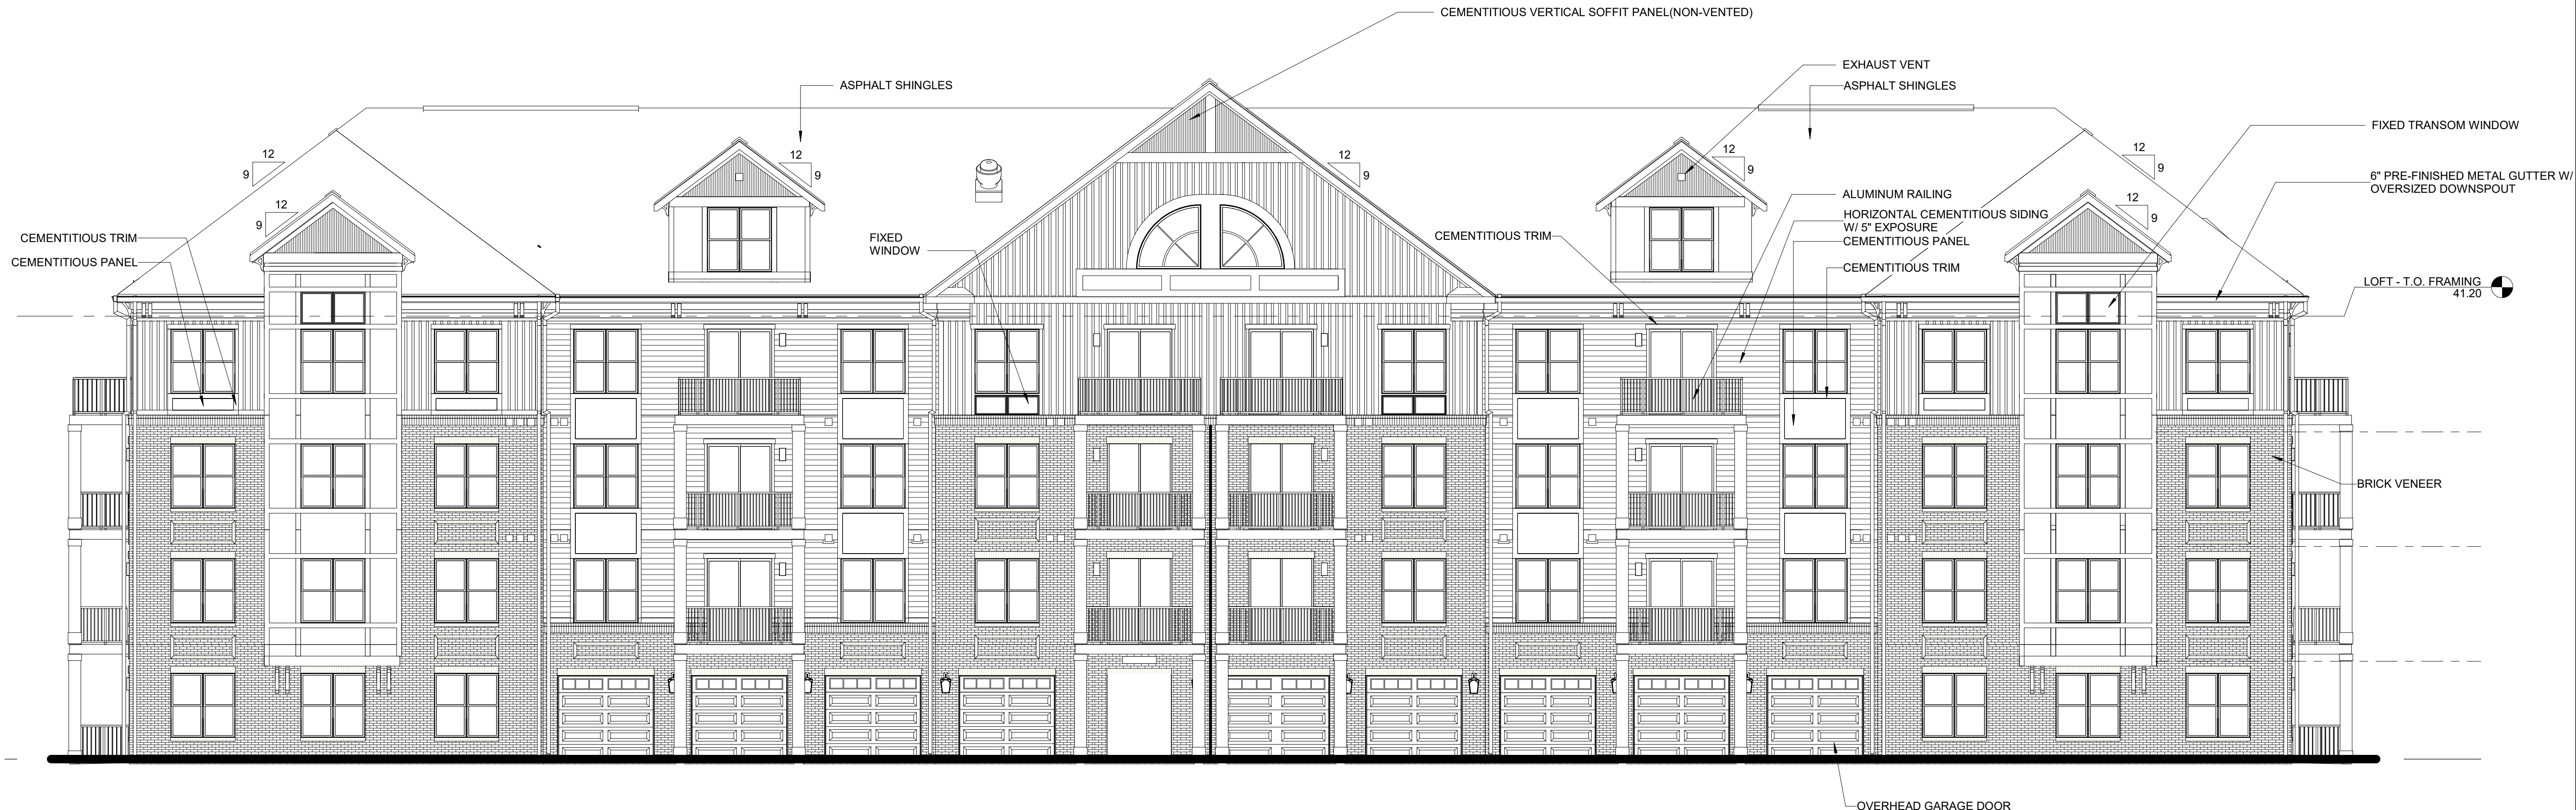 CEMENTITIOUS VERTICAL SOFFIT PANEL(NON-VENTED)
EXHAUST VENT
ASPHALT SHINGLES
ASPHALT SHINGLES
FIXED TRANSOM WINDOW
12
9
12
9
12
9
12
9
12
9
6" PRE-FINISHED METAL GUTTER W/
OVERSIZED DOWNSPOUT
ALUMINUM RAILING
12
9
12
9
HORIZONTAL CEMENTITIOUS SIDING
W/ 5" EXPOSURE
CEMENTITIOUS TRIM
FIXED
WINDOW
CEMENTITIOUS TRIM
CEMENTITIOUS PANEL
CEMENTITIOUS PANEL
CEMENTITIOUS TRIM
LOFT - T.O. FRAMING
41.20
BRICK VENEER
OVERHEAD GARAGE DOOR